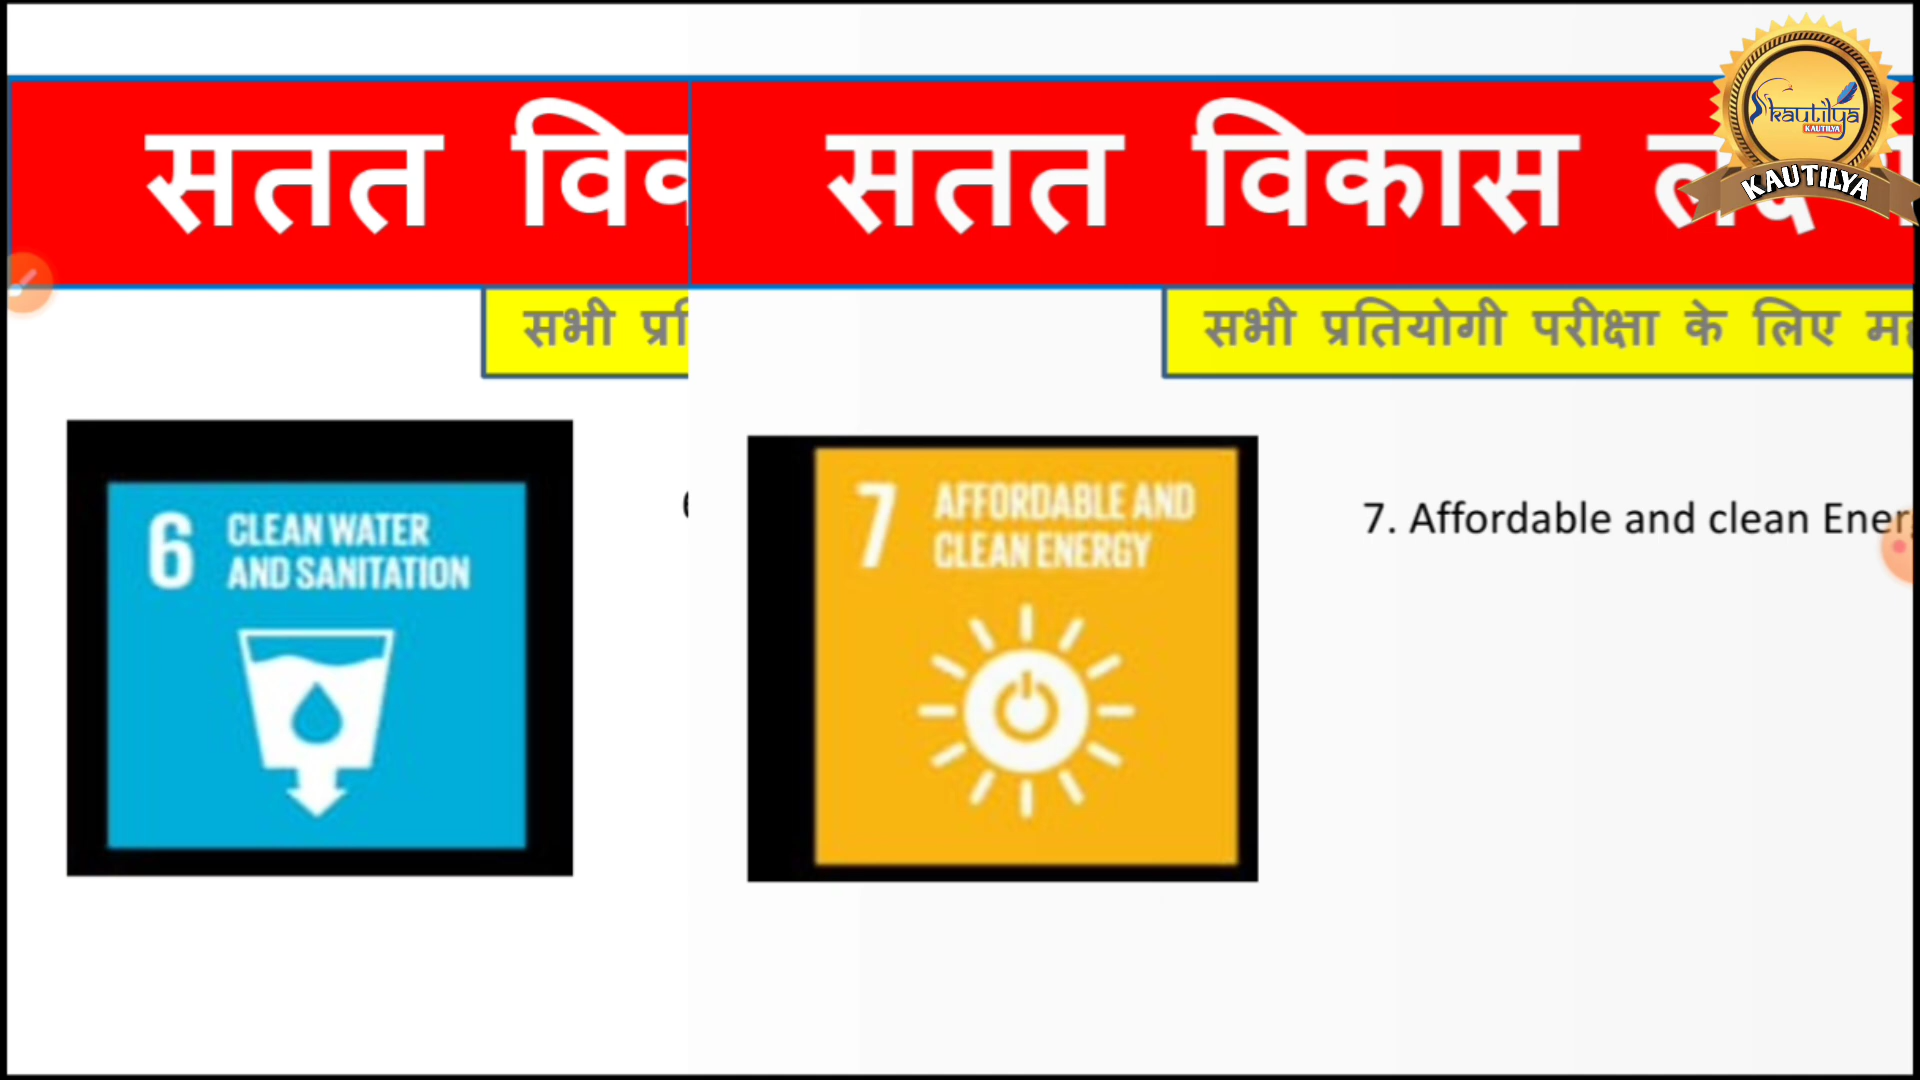 सतत
सतत विकास
सभी
सभी प्रतियोगी परीक्षा के लिए
6 CLEAN WATER
AND SANITATION
7 AFFORDABLE AND
CLEAN ENERGY
7. Affordable and clean
kautilya
KAUTILYA
KAUTILYA